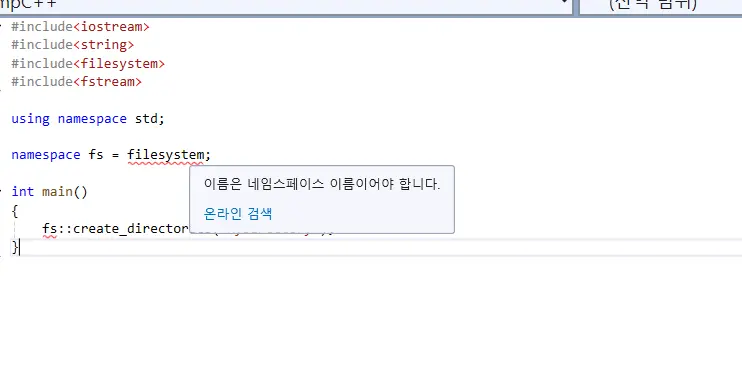 mpC++
(전역 범위)
#include<iostream>
#include<string>
#include<filesystem>
#include<fstream>
using namespace std;
namespace fs = filesystem;
이름은 네임스페이스 이름이어야 합니다.
온라인 검색
int main()
{
fs::create_director
}